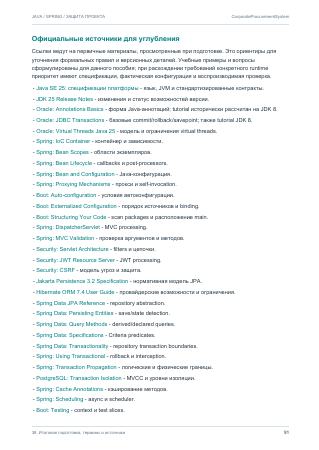 JAVA / SPRING / ЗАЩИТА ПРОЕКТА
CorporateProcurementSystem
Официальные источники для углубления
Ссылки ведут на первичные материалы, просмотренные при подготовке. Это ориентиры для
уточнения формальных правил и версионных деталей. Учебные примеры и вопросы
сформулированы для данного пособия; при расхождении требований конкретного runtime
приоритет имеет спецификация, фактическая конфигурация и воспроизводимая проверка.
- Java SE 25: спецификации платформы - язык, JVM и стандартизированные контракты.
- JDK 25 Release Notes - изменения и статус возможностей версии.
- Oracle: Annotations Basics - форма Java-аннотаций; tutorial исторически рассчитан на JDK 8.
- Oracle: JDBC Transactions - базовые commit/rollback/savepoint; также tutorial JDK 8.
- Oracle: Virtual Threads Java 25 - модель и ограничения virtual threads.
- Spring: IoC Container - контейнер и зависимости.
- Spring: Bean Scopes - области экземпляров.
- Spring: Bean Lifecycle - callbacks и post-processors.
- Spring: Bean and Configuration - Java-конфигурация.
- Spring: Proxying Mechanisms - прокси и self-invocation.
- Boot: Auto-configuration - условия автоконфигурации.
- Boot: Externalized Configuration - порядок источников и binding.
- Boot: Structuring Your Code - scan packages и расположение main.
- Spring: DispatcherServlet - MVC processing.
- Spring: MVC Validation - проверка аргументов и методов.
- Security: Servlet Architecture - filters и цепочки.
- Security: JWT Resource Server - JWT processing.
- Security: CSRF - модель угроз и защита.
- Jakarta Persistence 3.2 Specification - нормативная модель JPA.
- Hibernate ORM 7.4 User Guide - провайдерские возможности и ограничения.
- Spring Data JPA Reference - repository abstraction.
- Spring Data: Persisting Entities - save/state detection.
- Spring Data: Query Methods - derived/declared queries.
- Spring Data: Specifications - Criteria predicates.
- Spring Data: Transactionality - repository transaction boundaries.
- Spring: Using Transactional - rollback и interception.
- Spring: Transaction Propagation - логические и физические границы.
- PostgreSQL: Transaction Isolation - MVCC и уровни изоляции.
- Spring: Cache Annotations - кэширование методов.
- Spring: Scheduling - async и scheduler.
- Boot: Testing - context и test slices.
38. Итоговая подготовка, термины и источники
91